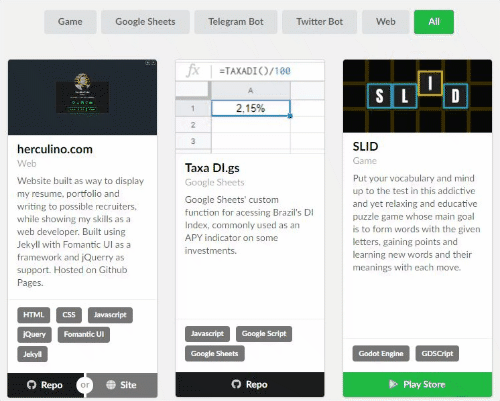 Game
Google Sheets
Telegram Bot
Twitter Bot
Web
All
herculino.com
Web
Website built as way to display
my resume, portfolio and
writing to possible recruiters,
while showing my skills as a
web developer. Built using
Jekyll with Fomantic UI as a
framework and jQuerry as
support. Hosted on Github
Pages.
HTML
CSS
Javascript
jQuery
Fomantic UI
Jekyll
Repo
or
Site
fx
=TAXADI()/100
A
1
2,15%
2
3
Taxa DI.gs
Google Sheets
Google Sheets' custom
function for acessing Brazil's DI
Index, commonly used as an
APY indicator on some
investments.
Javascript
Google Script
Google Sheets
Repo
SLID
SLID
Game
Put your vocabulary and mind
up to the test in this addictive
and yet relaxing and educative
puzzle game whose main goal
is to form words with the given
letters, gaining points and
learning new words and their
meanings with each move.
Godot Engine
GDSCript
Play Store